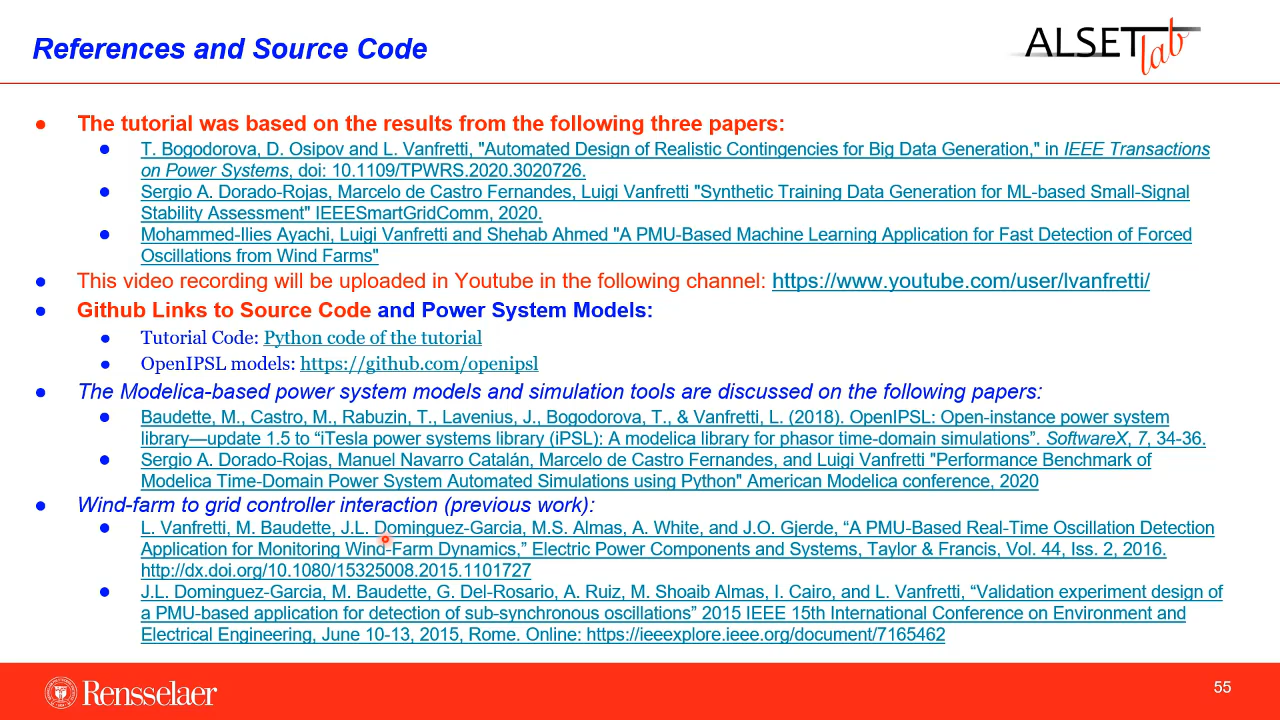 References and Source Code
ALSETlab
The tutorial was based on the results from the following three papers:
T. Bogodorova, D. Osipov and L. Vanfretti, "Automated Design of Realistic Contingencies for Big Data Generation," in IEEE Transactions
on Power Systems, doi: 10.1109/TPWRS.2020.3020726.
Sergio A. Dorado-Rojas, Marcelo de Castro Fernandes, Luigi Vanfretti "Synthetic Training Data Generation for ML-based Small-Signal
Stability Assessment" IEEESmartGridComm, 2020.
Mohammed-Ilies Ayachi, Luigi Vanfretti and Shehab Ahmed "A PMU-Based Machine Learning Application for Fast Detection of Forced
Oscillations from Wind Farms"
This video recording will be uploaded in Youtube in the following channel: https://www.youtube.com/user/lvanfretti/
Github Links to Source Code and Power System Models:
Tutorial Code: Python code of the tutorial
OpenIPSL models: https://github.com/openipsl
The Modelica-based power system models and simulation tools are discussed on the following papers:
Baudette, M., Castro, M., Rabuzin, T., Lavenius, J., Bogodorova, T., & Vanfretti, L. (2018). OpenIPSL: Open-instance power system
library—update 1.5 to “iTesla power systems library (iPSL): A modelica library for phasor time-domain simulations”. SoftwareX, 7, 34-36.
Sergio A. Dorado-Rojas, Manuel Navarro Catalán, Marcelo de Castro Fernandes, and Luigi Vanfretti "Performance Benchmark of
Modelica Time-Domain Power System Automated Simulations using Python" American Modelica conference, 2020
Wind-farm to grid controller interaction (previous work):
L. Vanfretti, M. Baudette, J.L. Dominguez-Garcia, M.S. Almas, A. White, and J.O. Gjerde, “A PMU-Based Real-Time Oscillation Detection
Application for Monitoring Wind-Farm Dynamics,” Electric Power Components and Systems, Taylor & Francis, Vol. 44, Iss. 2, 2016.
http://dx.doi.org/10.1080/15325008.2015.1101727
J.L. Dominguez-Garcia, M. Baudette, G. Del-Rosario, A. Ruiz, M. Shoaib Almas, I. Cairo, and L. Vanfretti, “Validation experiment design of
a PMU-based application for detection of sub-synchronous oscillations” 2015 IEEE 15th International Conference on Environment and
Electrical Engineering, June 10-13, 2015, Rome. Online: https://ieeexplore.ieee.org/document/7165462
Rensselaer
55